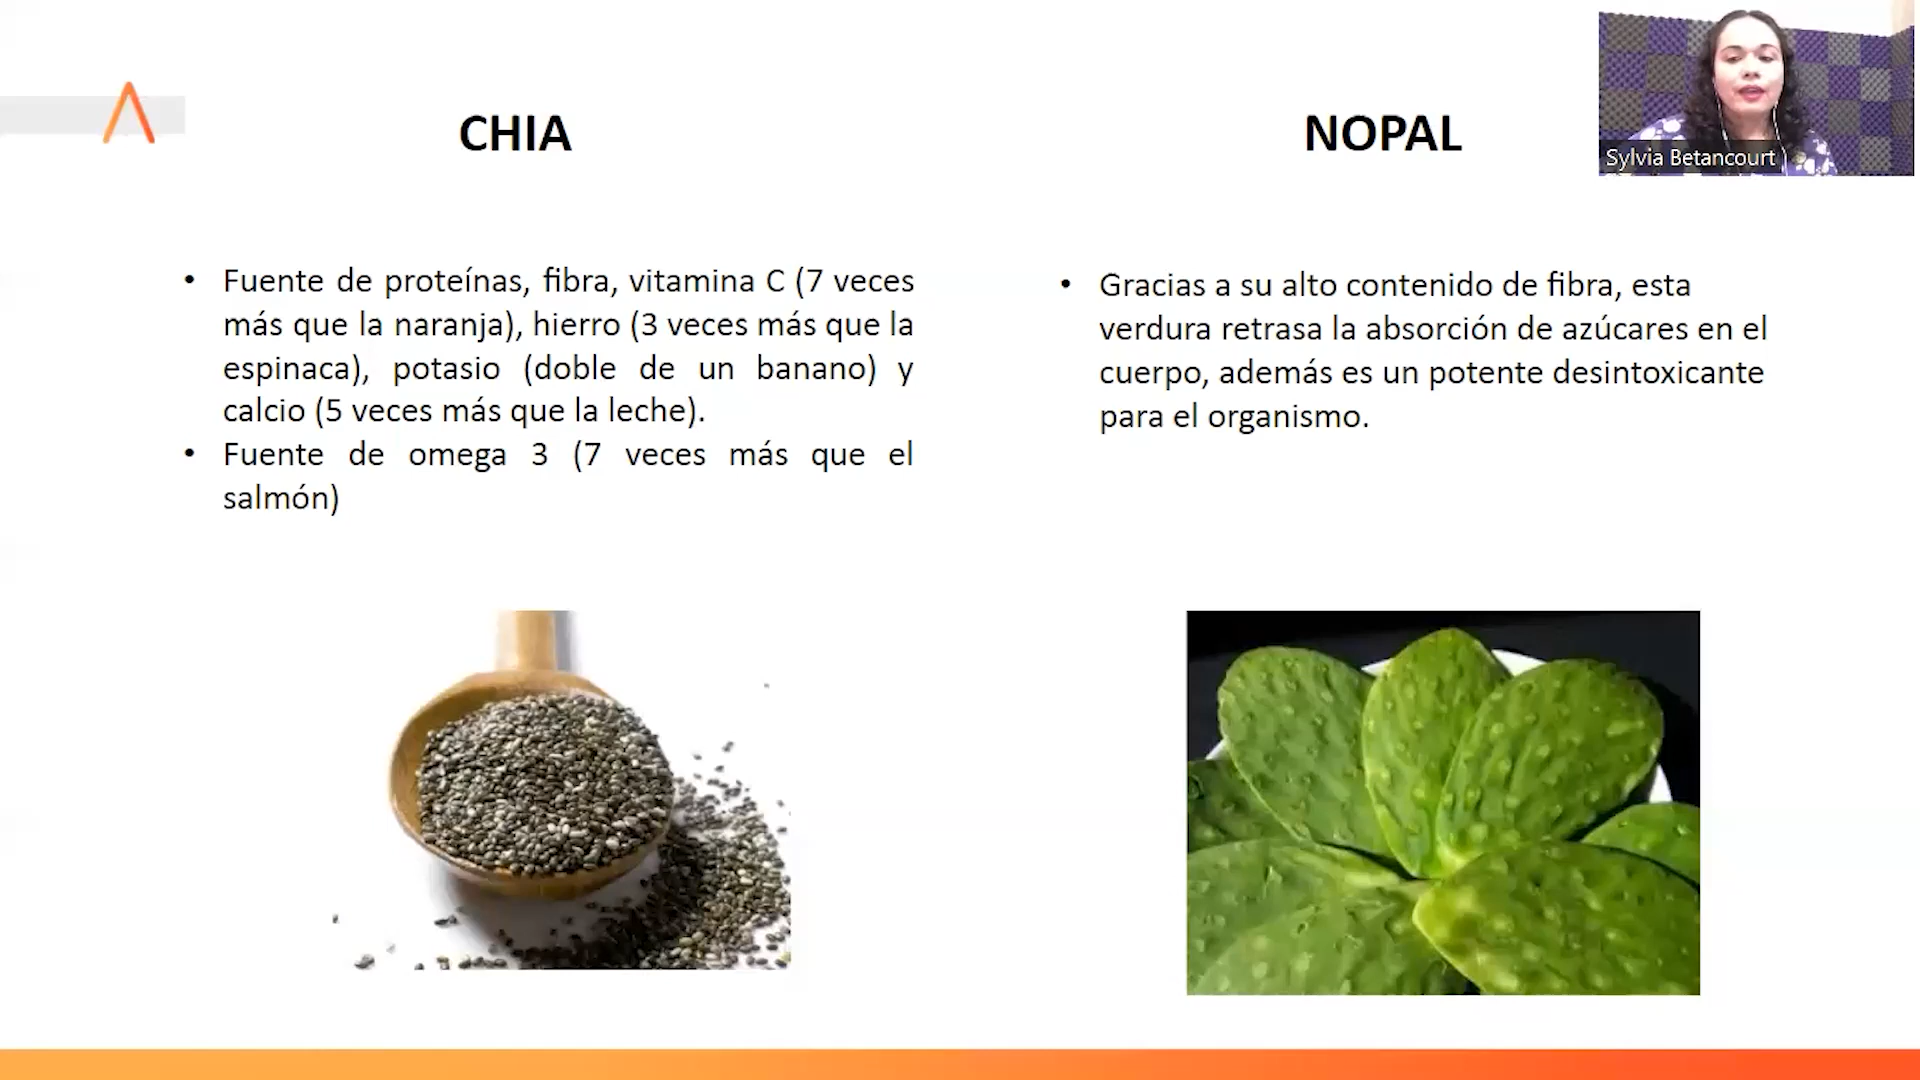 CHIA
• Fuente de proteínas, fibra, vitamina C (7 veces
más que la naranja), hierro (3 veces más que la
espinaca), potasio (doble de un banano) y
calcio (5 veces más que la leche).
• Fuente de omega 3 (7 veces más que el
salmón)
NOPAL
• Gracias a su alto contenido de fibra, esta
verdura retrasa la absorción de azúcares en el
cuerpo, además es un potente desintoxicante
para el organismo.
Sylvia Betancourt